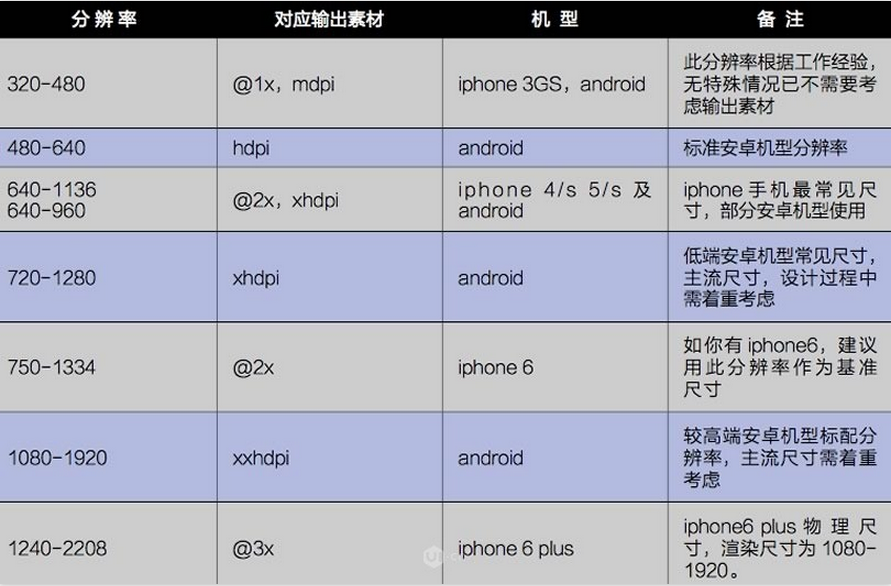 分辨率 对应输出素材 机型 备注
320-480 @1x，mdpi iphone 3GS，android 此分辨率根据工作经验，
无特殊情况已不需要考
虑输出素材
480-640 hdpi android 标准安卓机型分辨率
640-1136
640-960 @2x，xhdpi iphone 4/s 5/s 及
android iphone 手机最常见尺
寸，部分安卓机型使用
720-1280 xhdpi android 低端安卓机型常见尺寸，
主流尺寸，设计过程中
需着重考虑
750-1334 @2x iphone 6 如你有 iphone6，建议
用此分辨率作为基准
尺寸
1080-1920 xxhdpi android 较高端安卓机型标配分
辨率，主流尺寸需着重
考虑
1240-2208 @3x iphone 6 plus iphone6 plus 物理尺
寸，渲染尺寸为 1080-
1920。